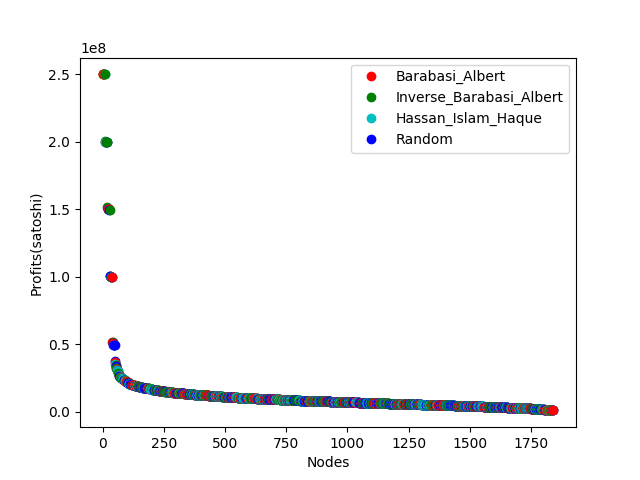 1e8
2.5
2.0
1.5
1.0
0.5
0.0
Profits(satoshi)
Barabasi_Albert
Inverse_Barabasi_Albert
Hassan_Islam_Haque
Random
0 250 500 750 1000 1250 1500 1750
Nodes